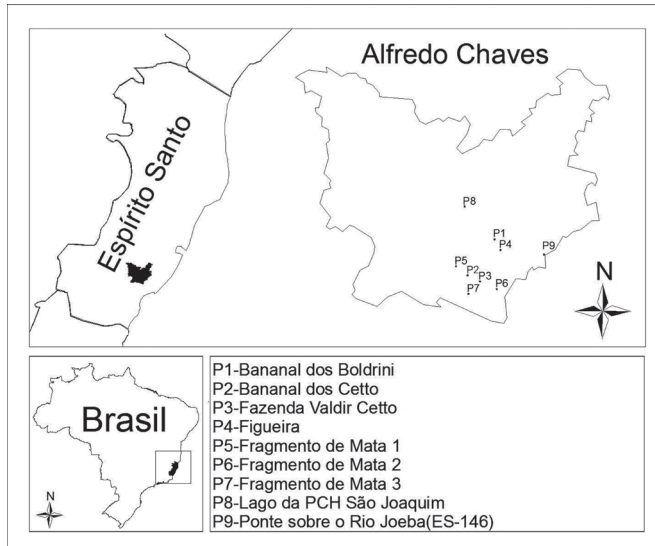 Alfredo Chaves
Espírito Santo
P8
P1
P4
P9
P5
P2
P3
P6
P7
N
Brasil
N
P1-Bananal dos Boldrini
P2-Bananal dos Cetto
P3-Fazenda Valdir Cetto
P4-Figueira
P5-Fragmento de Mata 1
P6-Fragmento de Mata 2
P7-Fragmento de Mata 3
P8-Lago da PCH São Joaquim
P9-Ponte sobre o Rio Joeba(ES-146)